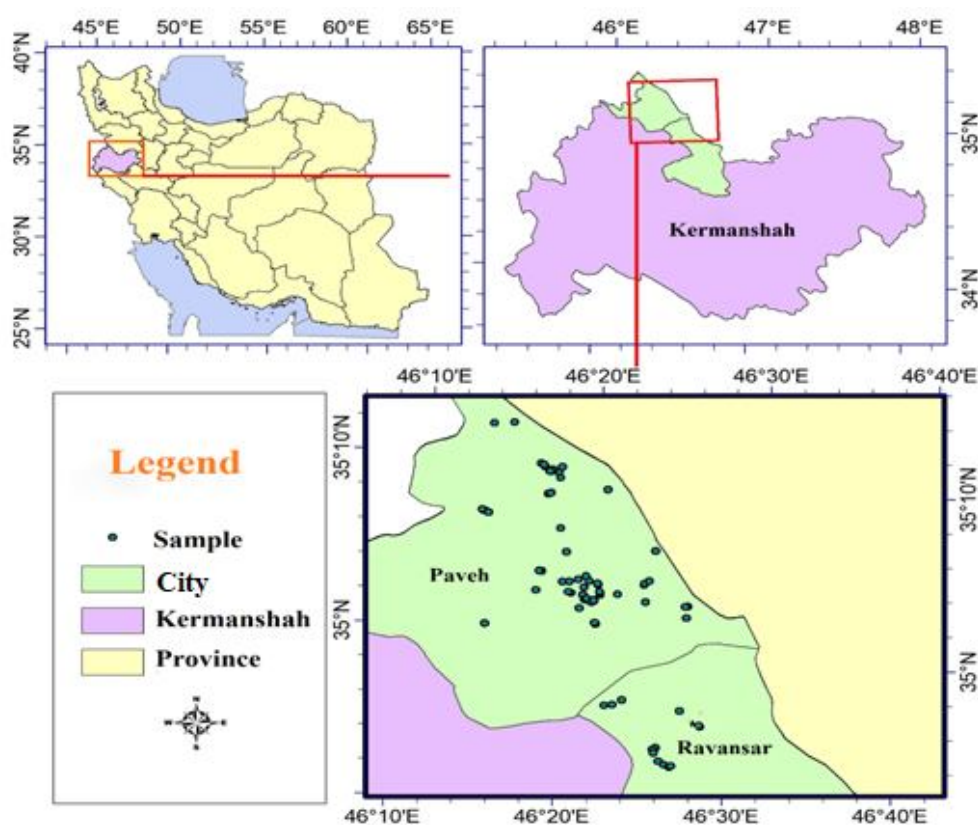 45°E 50°E 55°E 60°E 65°E
40°N
35°N
30°N
25°N
46°E 47°E 48°E
35°N
34°N
Kermanshah
46°10'E 46°20'E 46°30'E 46°40'E
35°10'N
35°N
35°10'N
35°N
Paveh
Ravansar
46°10'E 46°20'E 46°30'E 46°40'E
Legend
Sample
City
Kermanshah
Province
N
W E
S